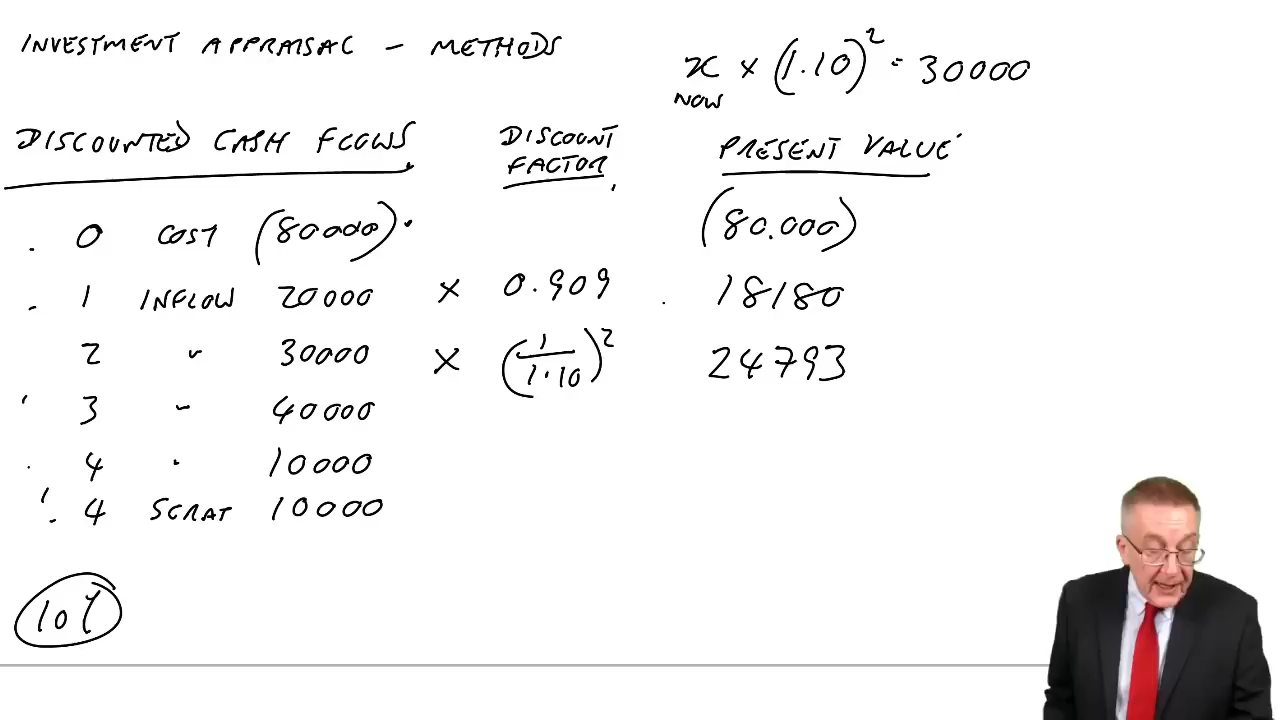 INVESTMENT APPRAISAL - METHODS
x × (1.10)² = 30000
NOW
DISCOUNTED CASH FLOWS DISCOUNT FACTOR PRESENT VALUE
0 COST (80000) (80.000)
1 INFLOW 20000 × 0.909 18180
2 " 30000 × (1/1.10)² 24793
3 " 40000
4 " 10000
4 SCRAP 10000
10%